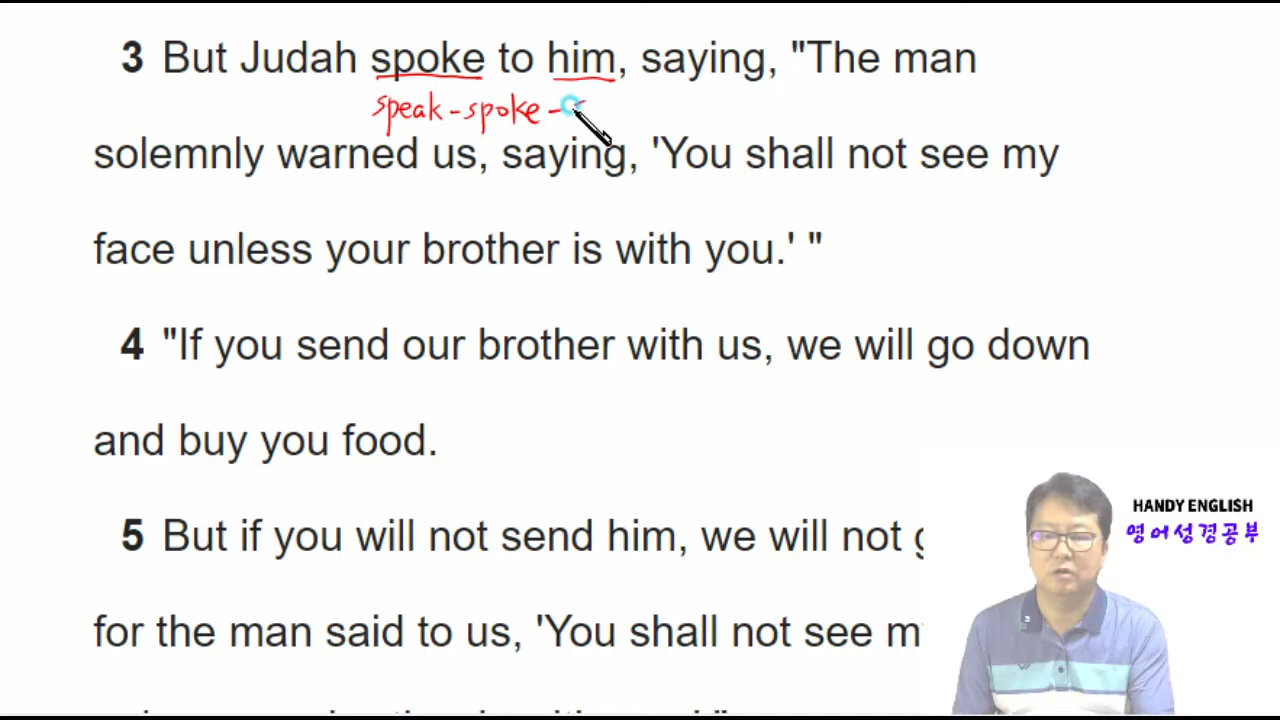 3 But Judah spoke to him, saying, "The man
speak - spoke -
solemnly warned us, saying, 'You shall not see my
face unless your brother is with you.' "
4 "If you send our brother with us, we will go down
and buy you food.
5 But if you will not send him, we will not
for the man said to us, 'You shall not see
HANDY ENGLISH
영어성경공부